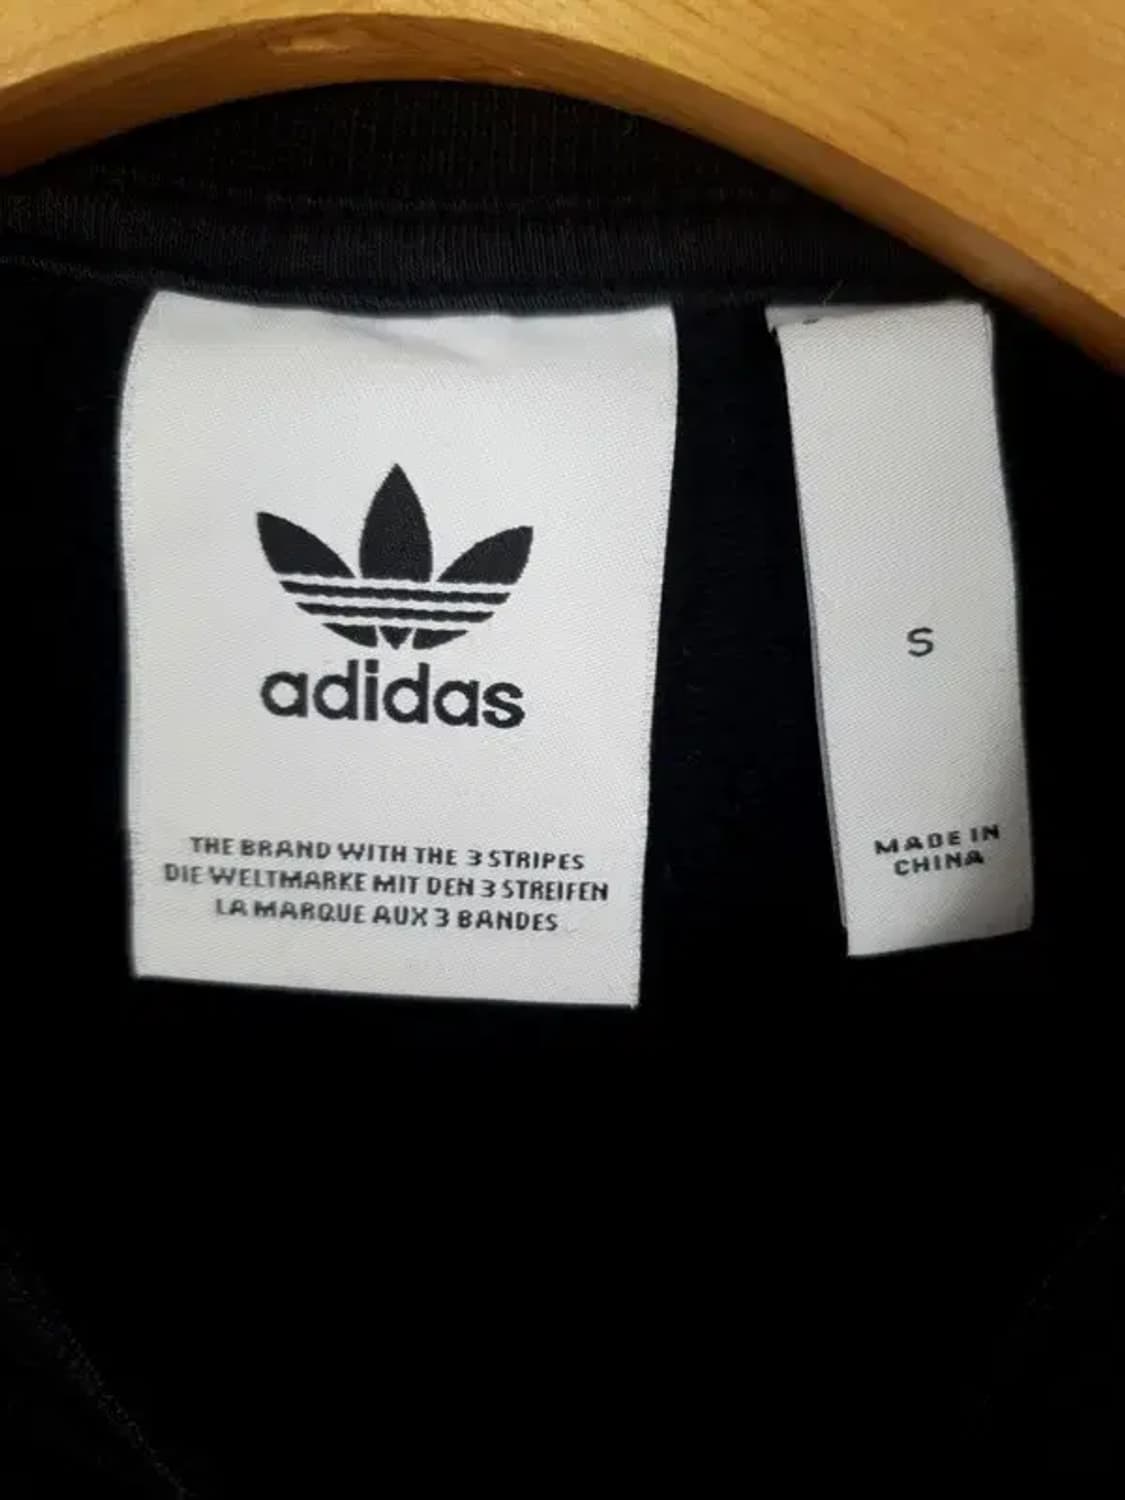 adidas
THE BRAND WITH THE 3 STRIPES
DIE WELTMARKE MIT DEN 3 STREIFEN
LA MARQUE AUX 3 BANDES
S
MADE IN
CHINA